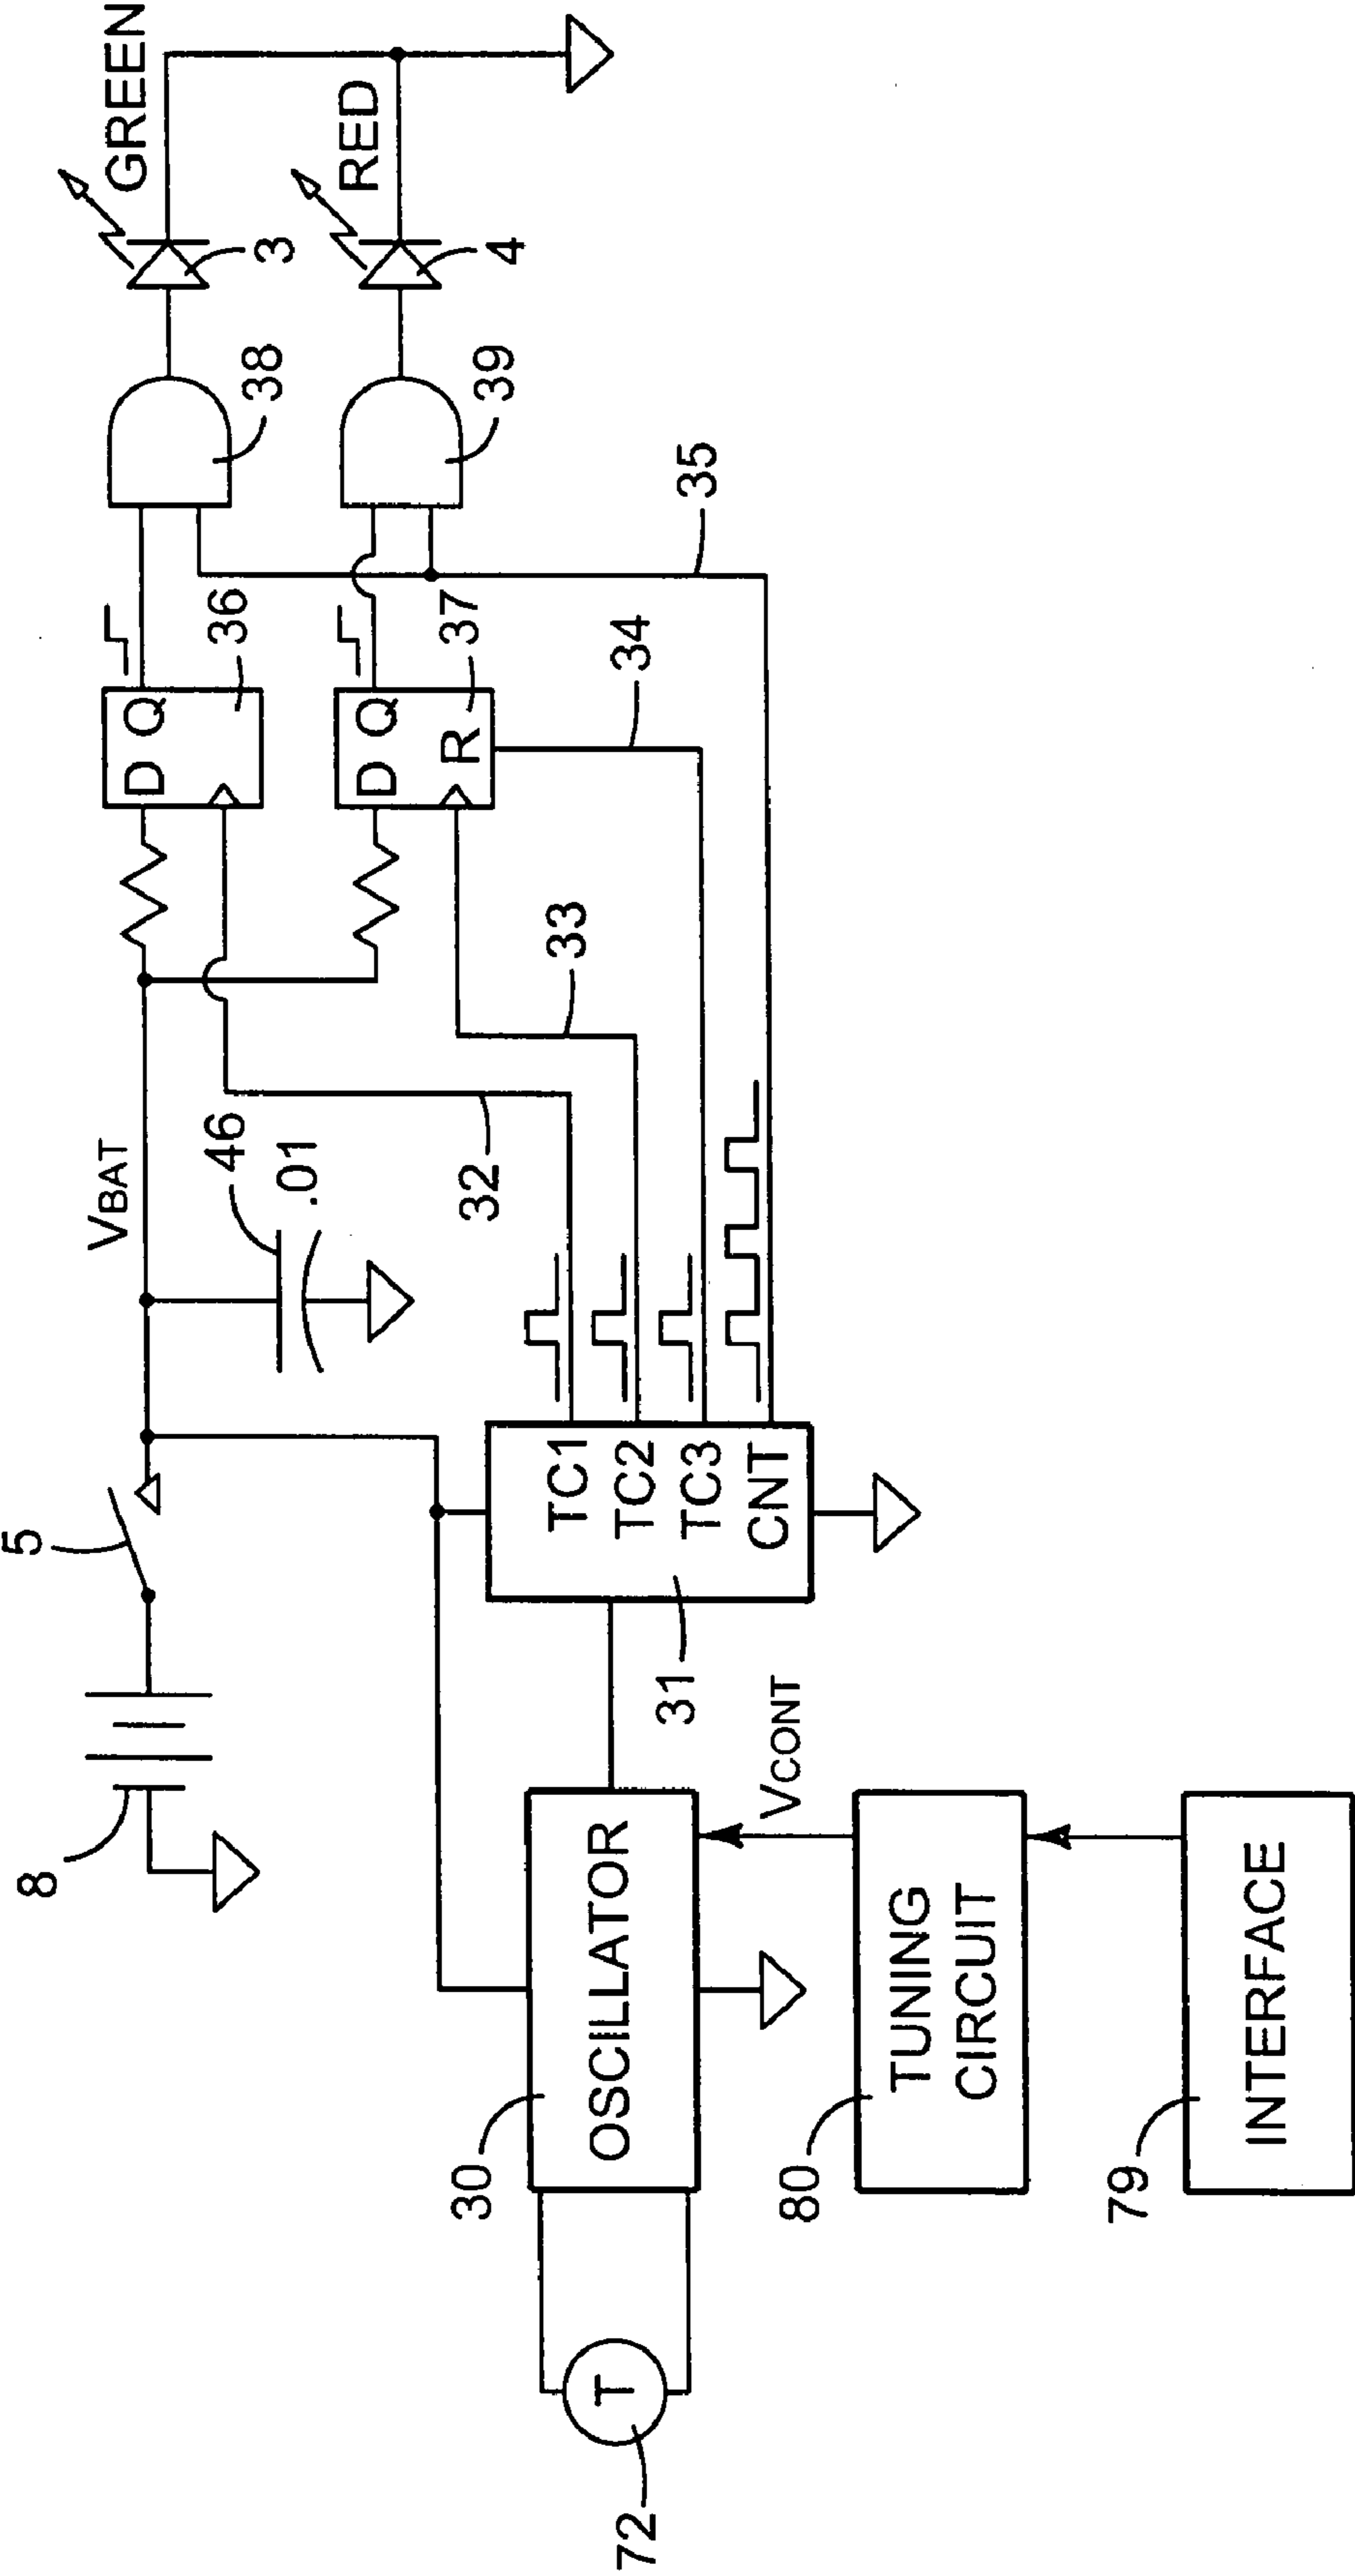 5
8
VBAT
46
.01
GREEN
3
38
D Q
36
RED
4
39
D Q
R
37
32
33
34
35
TC1
TC2
TC3
CNT
31
72
T
30
OSCILLATOR
VCONT
80
TUNING
CIRCUIT
79
INTERFACE